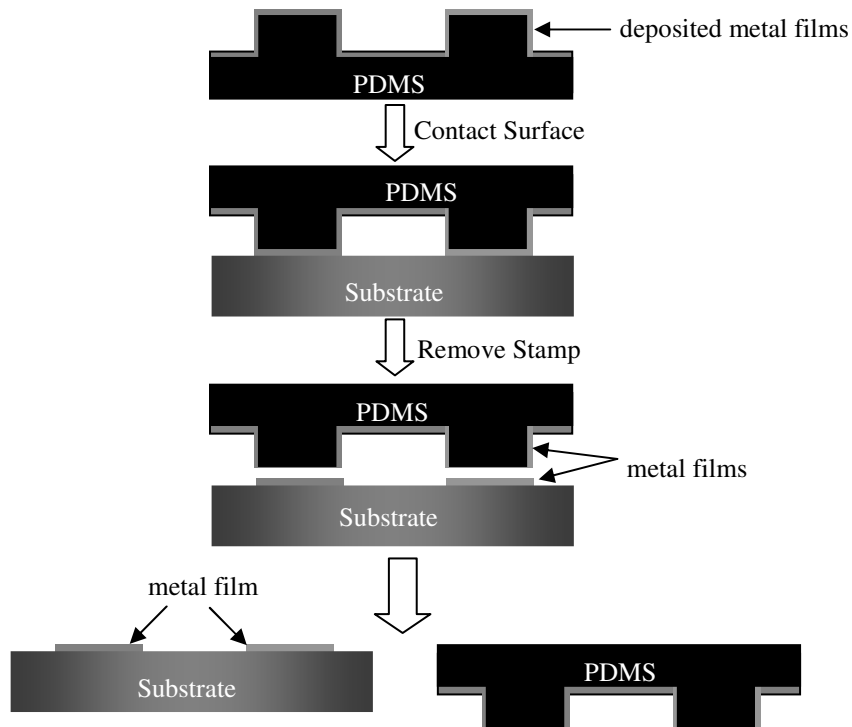 deposited metal films
PDMS
Contact Surface
PDMS
Substrate
Remove Stamp
PDMS
metal films
Substrate
metal film
PDMS
Substrate